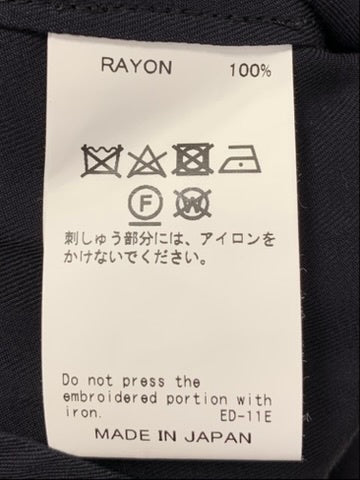 RAYON 100%
F W
刺しゅう部分には、アイロンを
かけないでください。
Do not press the
embroidered portion with
iron. ED-11E
MADE IN JAPAN